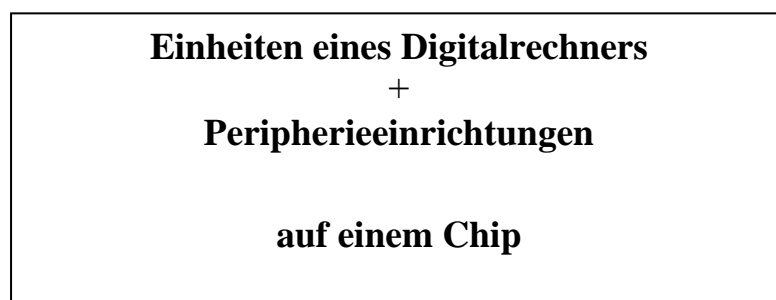 Einheiten eines Digitalrechners
+
Peripherieeinrichtungen
auf einem Chip